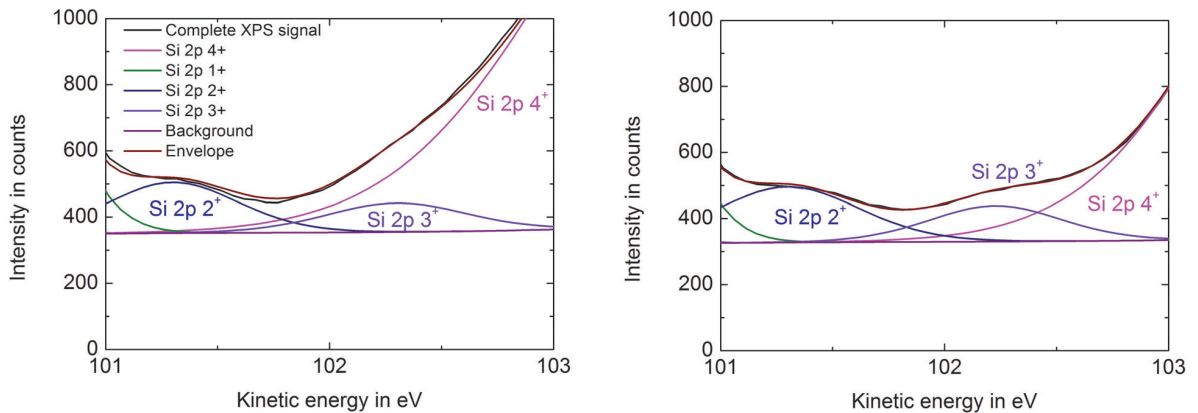 1000
800
600
400
200
0
Intensity in counts
Complete XPS signal
Si 2p 4+
Si 2p 1+
Si 2p 2+
Si 2p 3+
Background
Envelope
Si 2p 4⁺
Si 2p 2⁺
Si 2p 3⁺
101
102
103
Kinetic energy in eV
1000
800
600
400
200
0
Intensity in counts
Si 2p 3⁺
Si 2p 2⁺
Si 2p 4⁺
101
102
103
Kinetic energy in eV